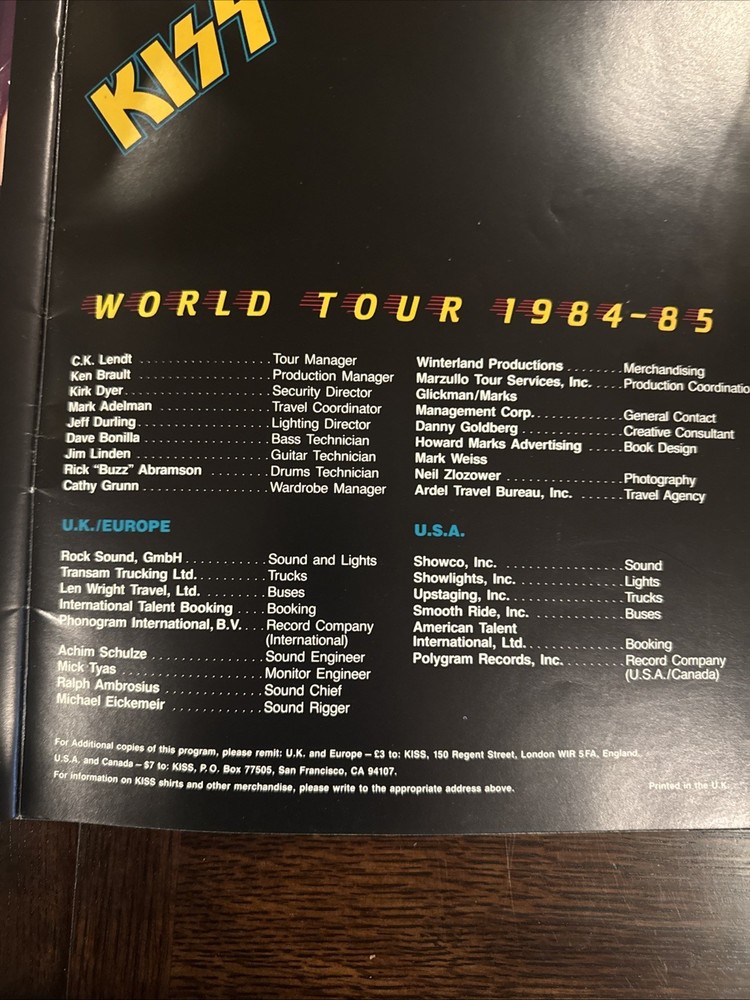 KISS
WORLD TOUR 1984-85
C.K. Lendt ................... Tour Manager
Ken Brault ................... Production Manager
Kirk Dyer ................... Security Director
Mark Adelman ................... Travel Coordinator
Jeff Durling ................... Lighting Director
Dave Bonilla ................... Bass Technician
Jim Linden ................... Guitar Technician
Rick "Buzz" Abramson .......... Drums Technician
Cathy Grunn ................... Wardrobe Manager
Winterland Productions ........ Merchandising
Marzullo Tour Services, Inc. .... Production Coordinatio
Glickman/Marks
Management Corp. ............. General Contact
Danny Goldberg ............... Creative Consultant
Howard Marks Advertising ...... Book Design
Mark Weiss
Neil Zlozower ................. Photography
Ardel Travel Bureau, Inc. ...... Travel Agency
U.K./EUROPE
Rock Sound, GmbH ............ Sound and Lights
Transam Trucking Ltd. .......... Trucks
Len Wright Travel, Ltd. .......... Buses
International Talent Booking .... Booking
Phonogram International, B.V. ... Record Company
(International)
Achim Schulze ................. Sound Engineer
Mick Tyas ..................... Monitor Engineer
Ralph Ambrosius .............. Sound Chief
Michael Eickemeir ............. Sound Rigger
U.S.A.
Showco, Inc. ................... Sound
Showlights, Inc. ................ Lights
Upstaging, Inc. ................. Trucks
Smooth Ride, Inc. .............. Buses
American Talent
International, Ltd. .............. Booking
Polygram Records, Inc. ......... Record Company
(U.S.A./Canada)
For Additional copies of this program, please remit: U.K. and Europe – £3 to: KISS, 150 Regent Street, London WIR 5FA, England.
U.S.A. and Canada – $7 to: KISS, P.O. Box 77505, San Francisco, CA 94107.
For information on KISS shirts and other merchandise, please write to the appropriate address above.
Printed in the U.K.